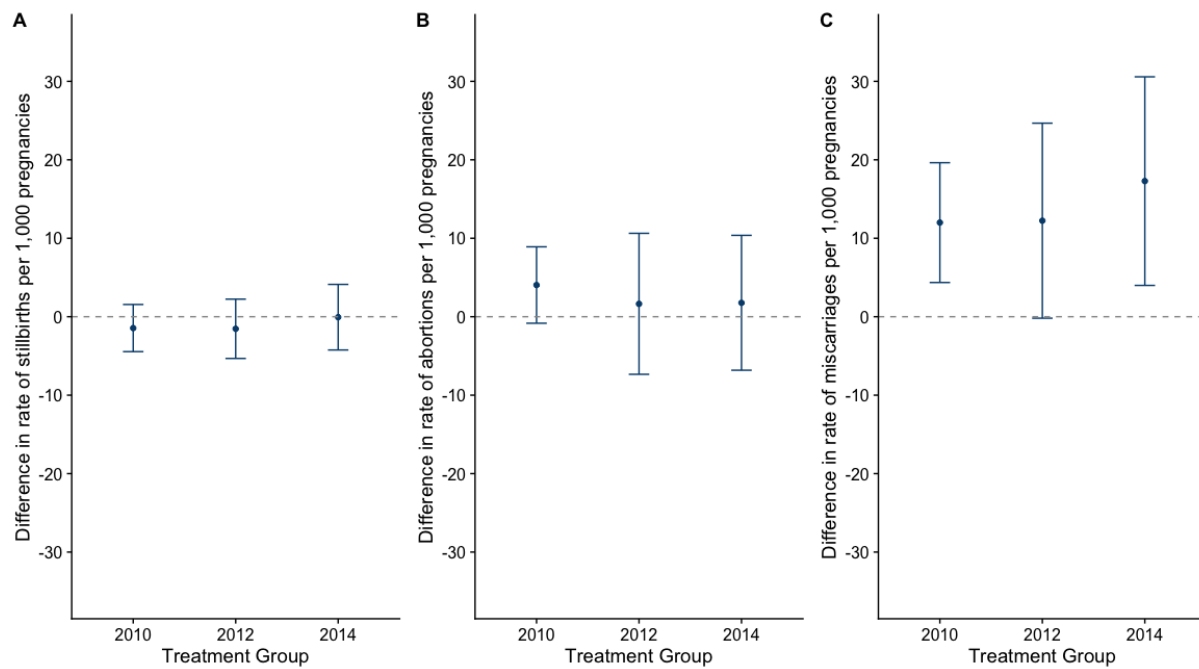 A
Difference in rate of stillbirths per 1,000 pregnancies
30
20
10
0
-10
-20
-30
2010 2012 2014
Treatment Group
B
Difference in rate of abortions per 1,000 pregnancies
30
20
10
0
-10
-20
-30
2010 2012 2014
Treatment Group
C
Difference in rate of miscarriages per 1,000 pregnancies
30
20
10
0
-10
-20
-30
2010 2012 2014
Treatment Group